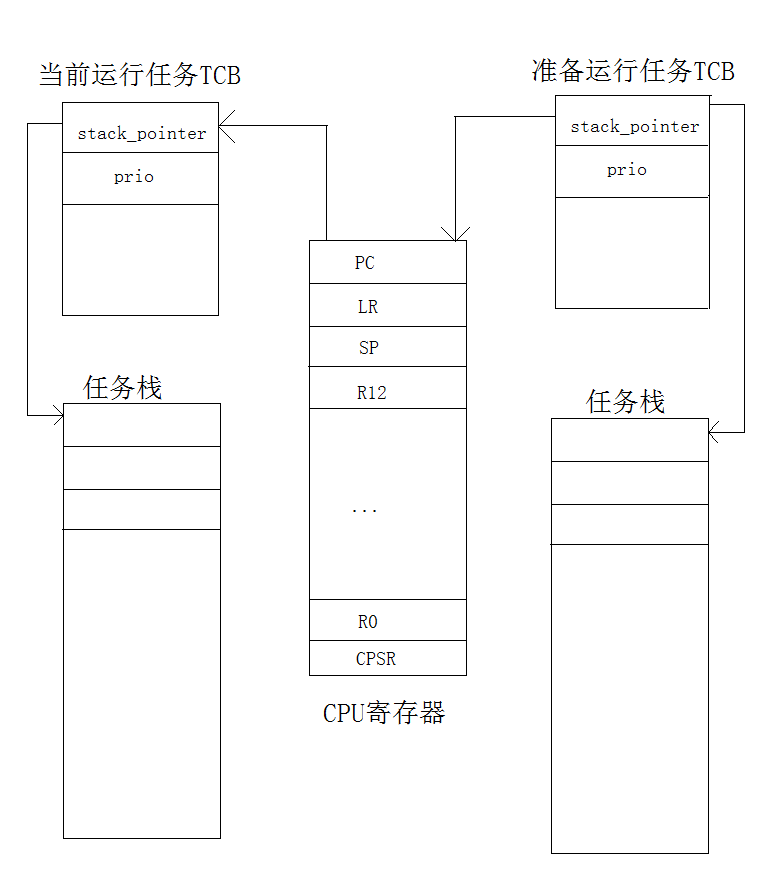 当前运行任务TCB
准备运行任务TCB
stack_pointer
prio
stack_pointer
prio
PC
LR
SP
R12
...
R0
CPSR
CPU寄存器
任务栈
任务栈